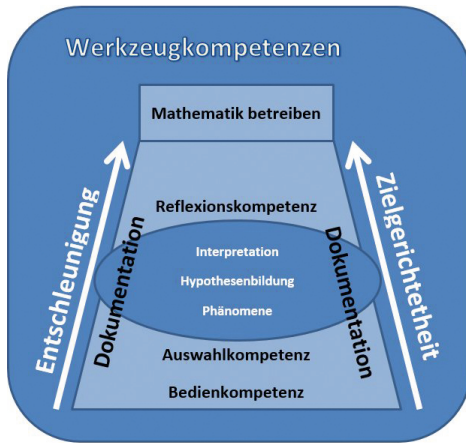 Werkzeugkompetenzen
Mathematik betreiben
Entschleunigung
Dokumentation
Reflexionskompetenz
Interpretation
Hypothesenbildung
Phänomene
Auswahlkompetenz
Bedienkompetenz
Dokumentation
Zielgerichtetheit